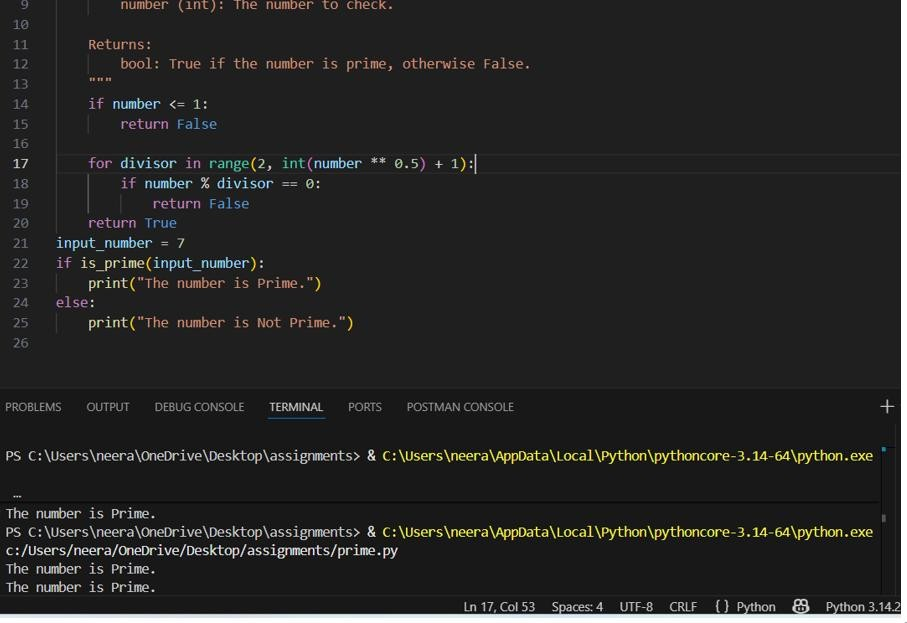 9 number (int): The number to check.
10
11 Returns:
12 bool: True if the number is prime, otherwise False.
13 """
14 if number <= 1:
15 return False
16
17 for divisor in range(2, int(number ** 0.5) + 1):
18 if number % divisor == 0:
19 return False
20 return True
21 input_number = 7
22 if is_prime(input_number):
23 print("The number is Prime.")
24 else:
25 print("The number is Not Prime.")
26
PROBLEMS OUTPUT DEBUG CONSOLE TERMINAL PORTS POSTMAN CONSOLE
PS C:\Users\neera\OneDrive\Desktop\assignments> & C:\Users\neera\AppData\Local\Python\pythoncore-3.14-64\python.exe
…
The number is Prime.
PS C:\Users\neera\OneDrive\Desktop\assignments> & C:\Users\neera\AppData\Local\Python\pythoncore-3.14-64\python.exe
c:/Users/neera/OneDrive/Desktop/assignments/prime.py
The number is Prime.
The number is Prime.
Ln 17, Col 53 Spaces: 4 UTF-8 CRLF { } Python Python 3.14.2